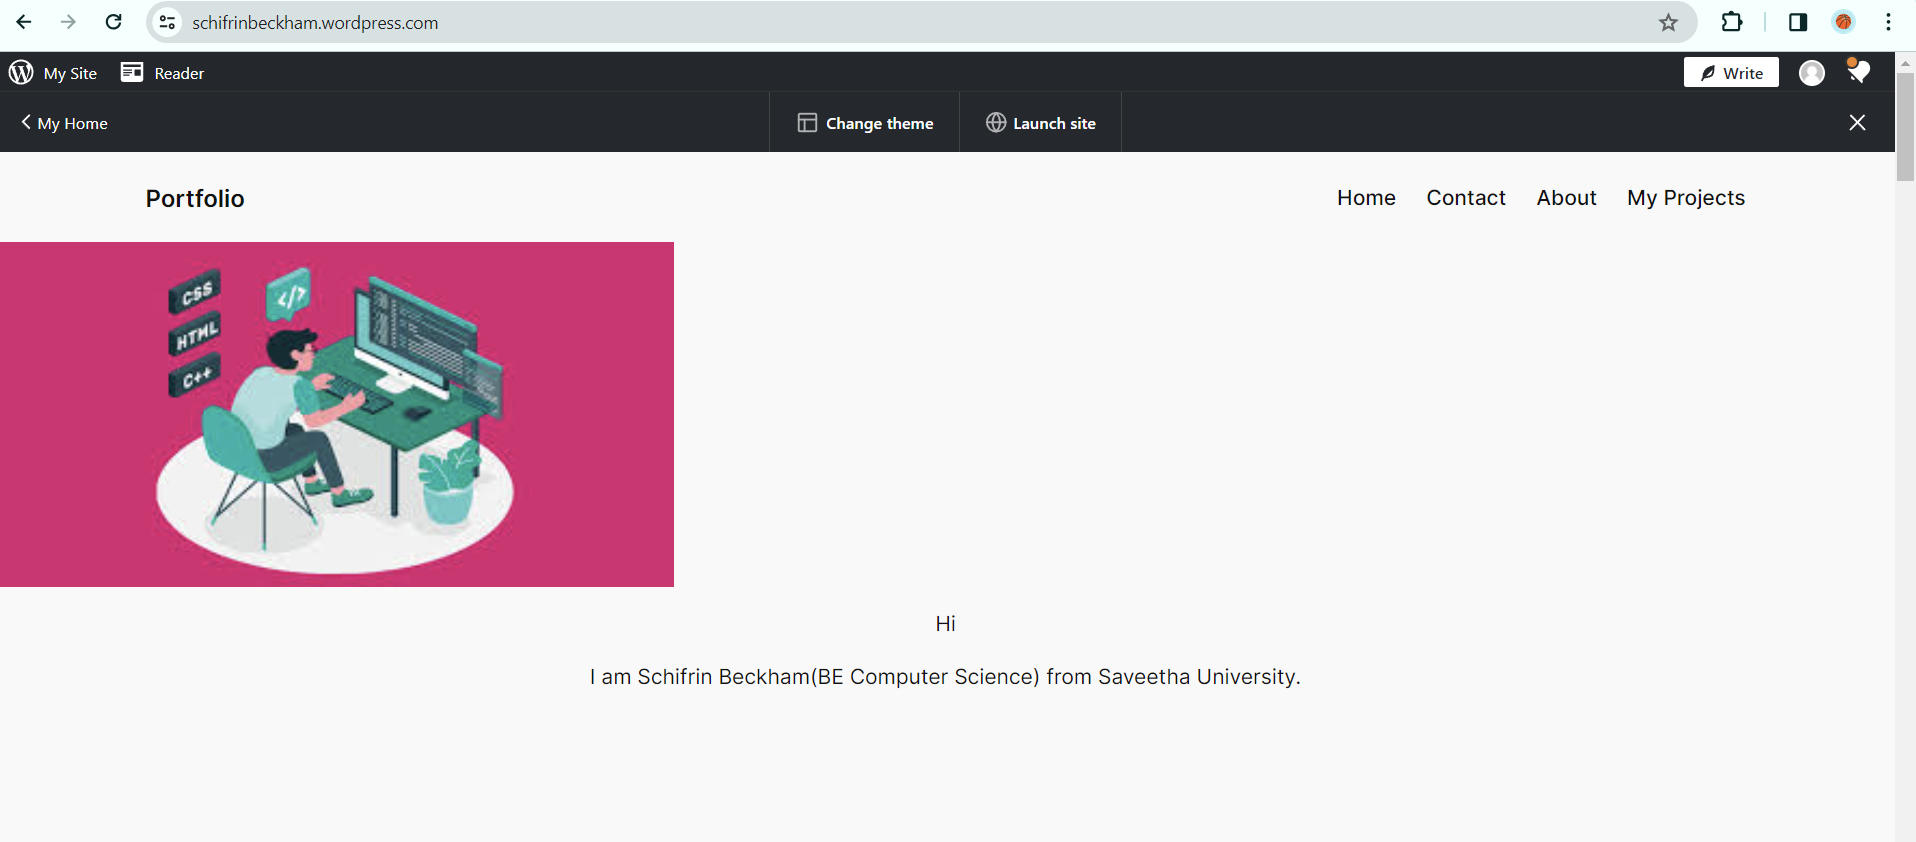 schifrinbeckham.wordpress.com
My Site Reader Write
My Home Change theme Launch site
Portfolio Home Contact About My Projects
CSS
</>
HTML
C++
Hi
I am Schifrin Beckham(BE Computer Science) from Saveetha University.